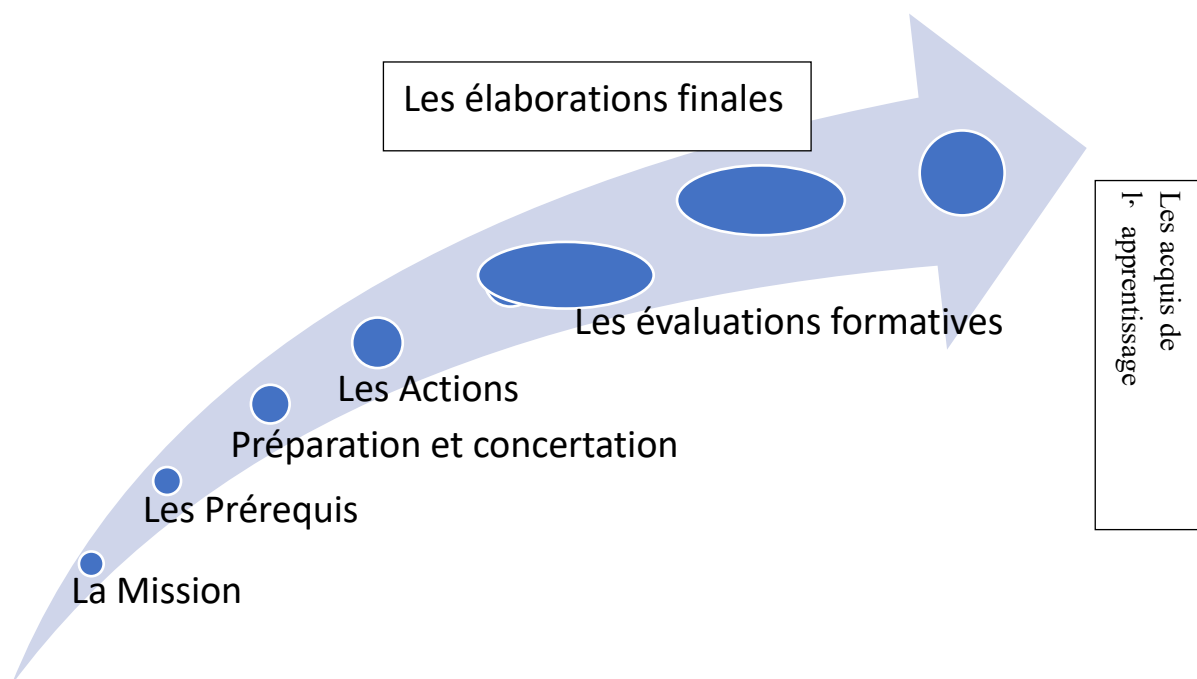 Les élaborations finales
Les évaluations formatives
Les Actions
Préparation et concertation
Les Prérequis
La Mission
Les acquis de
l' apprentissage